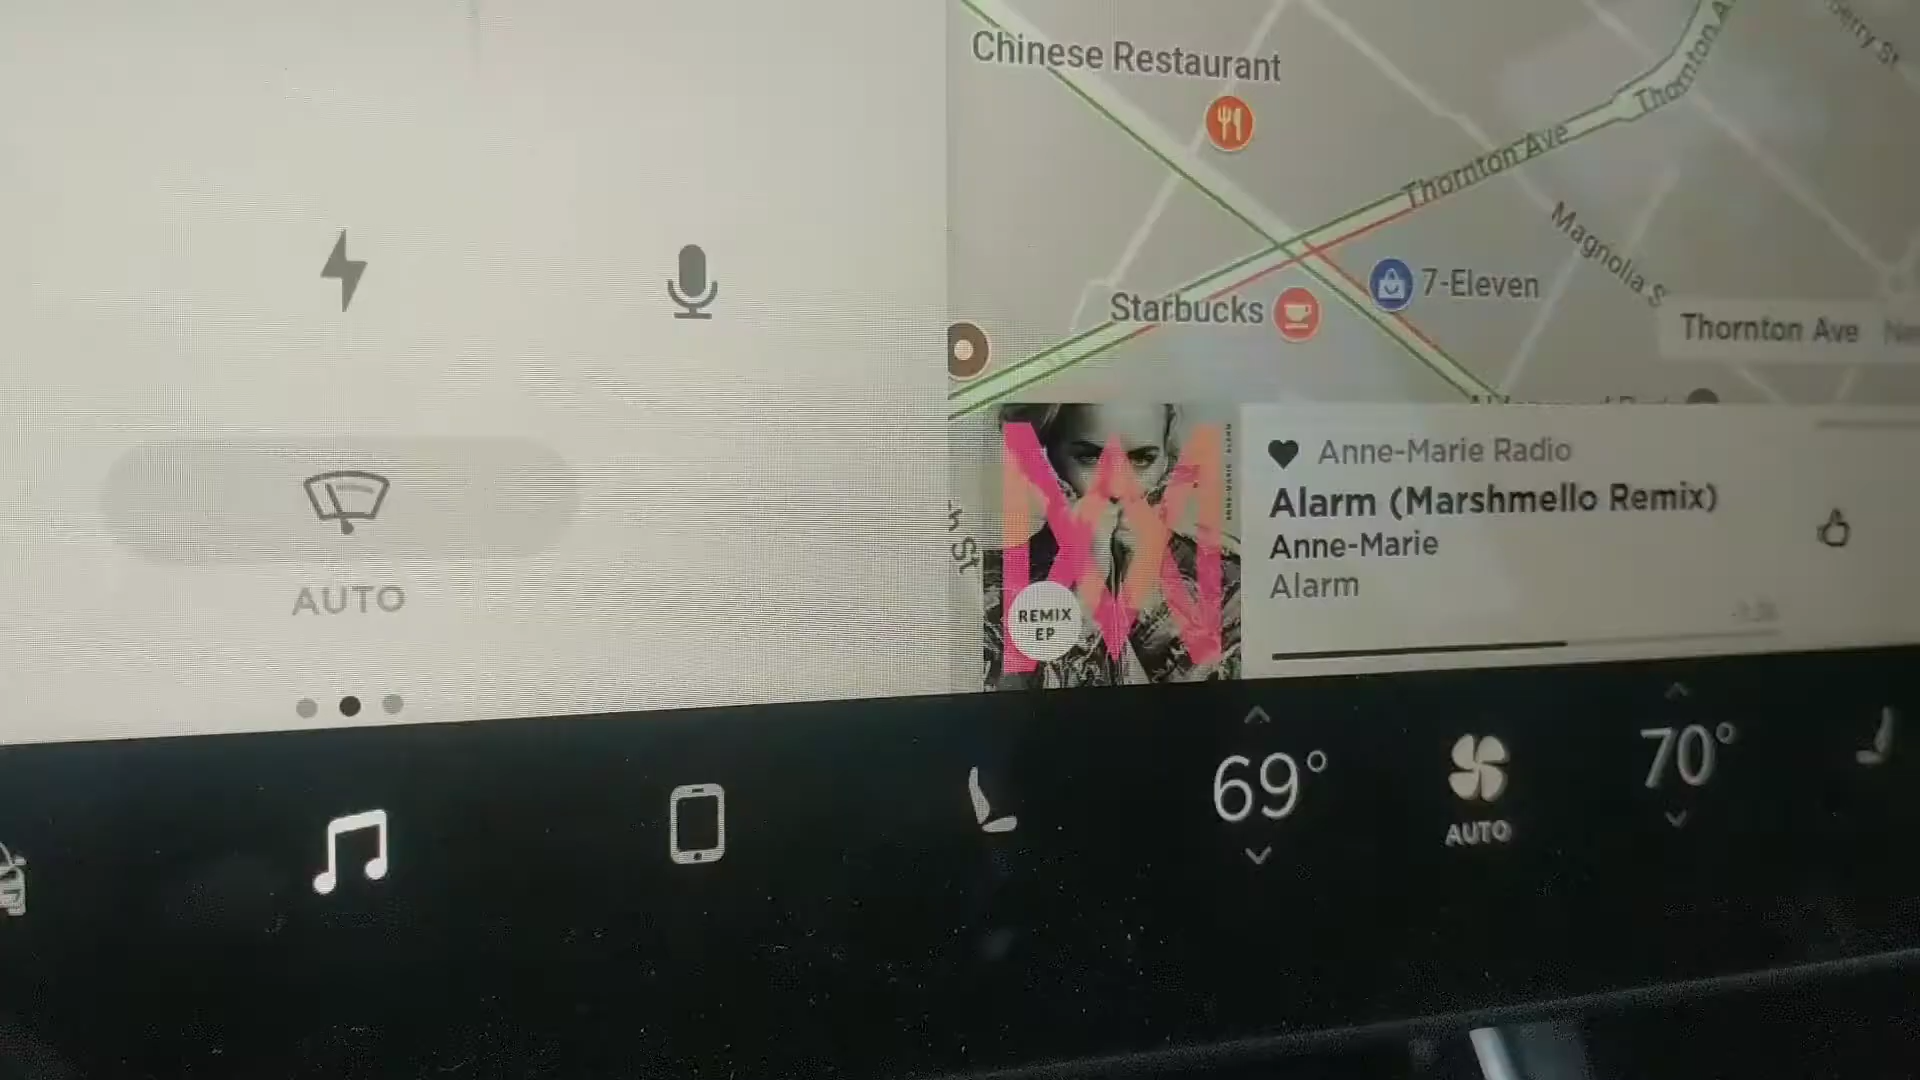 Chinese Restaurant
Thornton Ave
Thornton
Magnolia
7-Eleven
Starbucks
Thornton Ave
St
Anne-Marie Radio
Alarm (Marshmello Remix)
Anne-Marie
Alarm
REMIX
EP
AUTO
69°
AUTO
70°